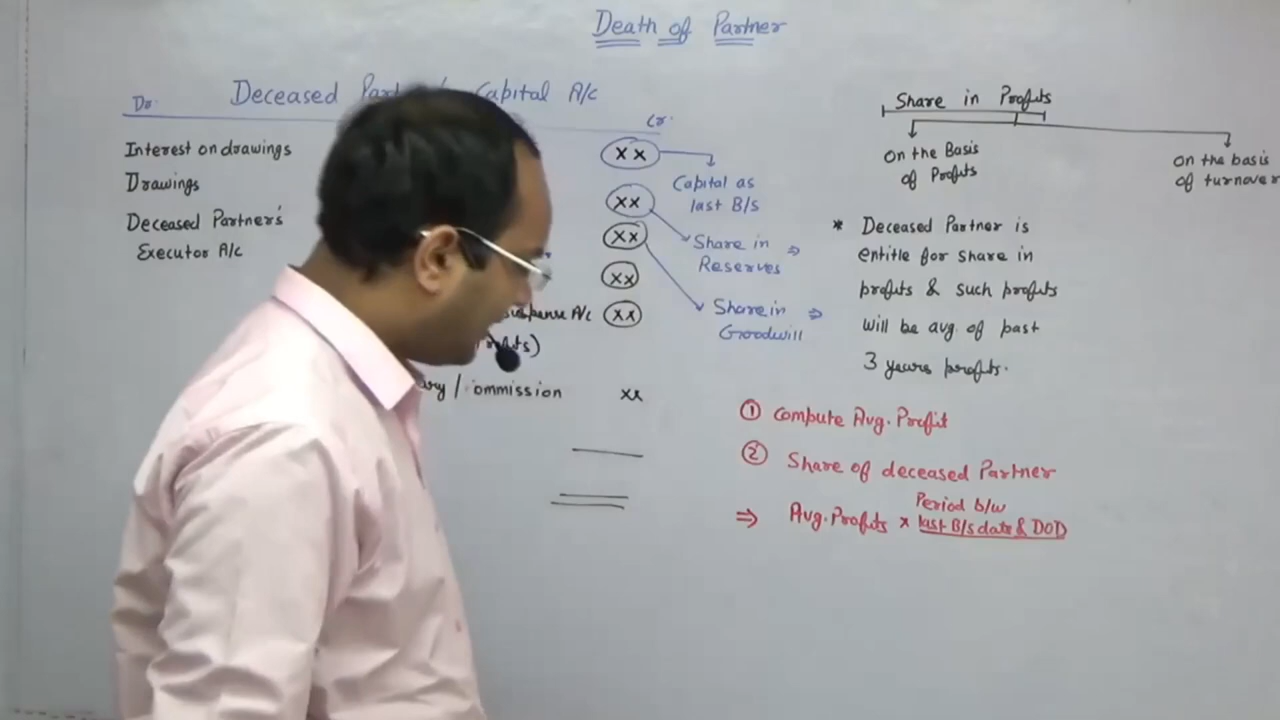 Death of Partner
Deceased Capital A/c
Dr.
Cr.
Interest on drawings
Drawings
Deceased Partner's
Executor A/c
xx
xx
xx
xx
A/c xx
/ commission xx
Capital as
last B/s
Share in
Reserves ⇒
Share in ⇒
Goodwill
Share in Profits
On the Basis
of Profits
on the basis
of turnover
* Deceased Partner is
entitle for share in
profits & such profits
will be avg. of past
3 years profits.
① Compute Avg. Profit
② Share of deceased Partner
Period b/w
⇒ Avg. Profits x last B/s date & DOD